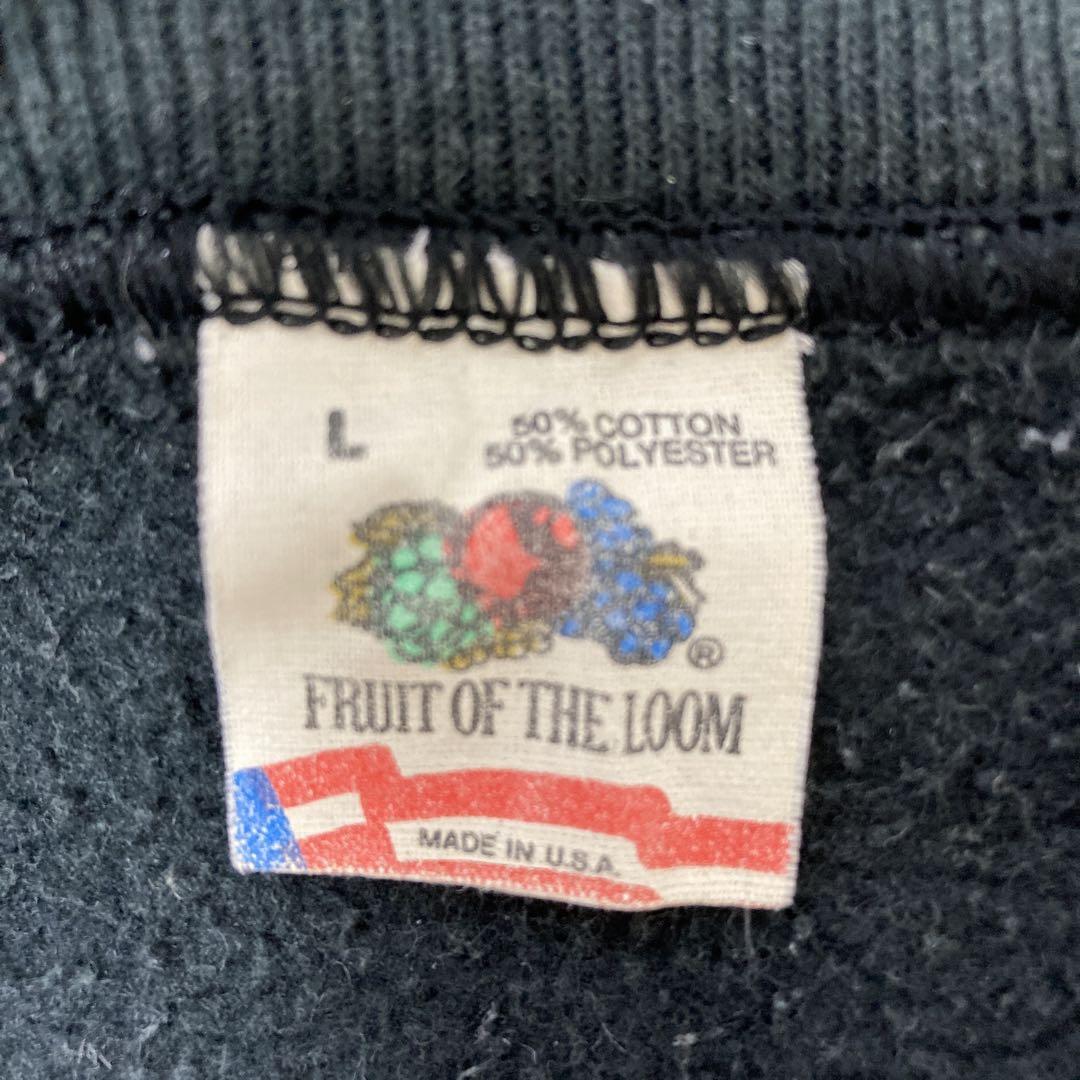 L
50% COTTON
50% POLYESTER
®
FRUIT OF THE LOOM
MADE IN U.S.A.